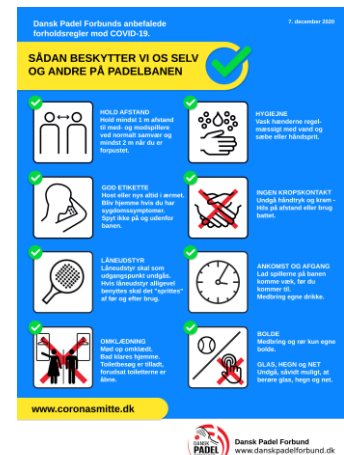 Dansk Padel Forbunds anbefalede
forholdsregler mod COVID-19.
7. december 2020
SÅDAN BESKYTTER VI OS SELV
OG ANDRE PÅ PADELBANEN
HOLD AFSTAND
Hold mindst 1 m afstand
til med- og modspillere
ved normalt samvær og
mindst 2 m når du er
forpustet.
HYGIEJNE
Vask hænderne regel-
mæssigt med vand og
sæbe eller håndsprit.
GOD ETIKETTE
Host eller nys altid i ærmet.
Bliv hjemme hvis du har
sygdomssymptomer.
Spyt ikke på og udenfor
banen.
INGEN KROPSKONTAKT
Undgå håndtryk og kram -
Hils på afstand eller brug
battet.
LÅNEUDSTYR
Låneudstyr skal som
udgangspunkt undgås.
Hvis låneudstyr alligevel
benyttes skal det "sprittes"
af før og efter brug.
ANKOMST OG AFGANG
Lad spillerne på banen
komme væk, før du
kommer til.
Medbring egne drikke.
OMKLÆDNING
Mød op omklædt.
Bad klares hjemme.
Toiletbesøg er tilladt,
forudsat toiletterne er
åbne.
BOLDE
Medbring og rør kun egne
bolde.
GLAS, HEGN og NET
Undgå, såvidt muligt, at
berøre glas, hegn og net.
www.coronasmitte.dk
DANSK
PADEL
Dansk Padel Forbund
www.danskpadelforbund.dk